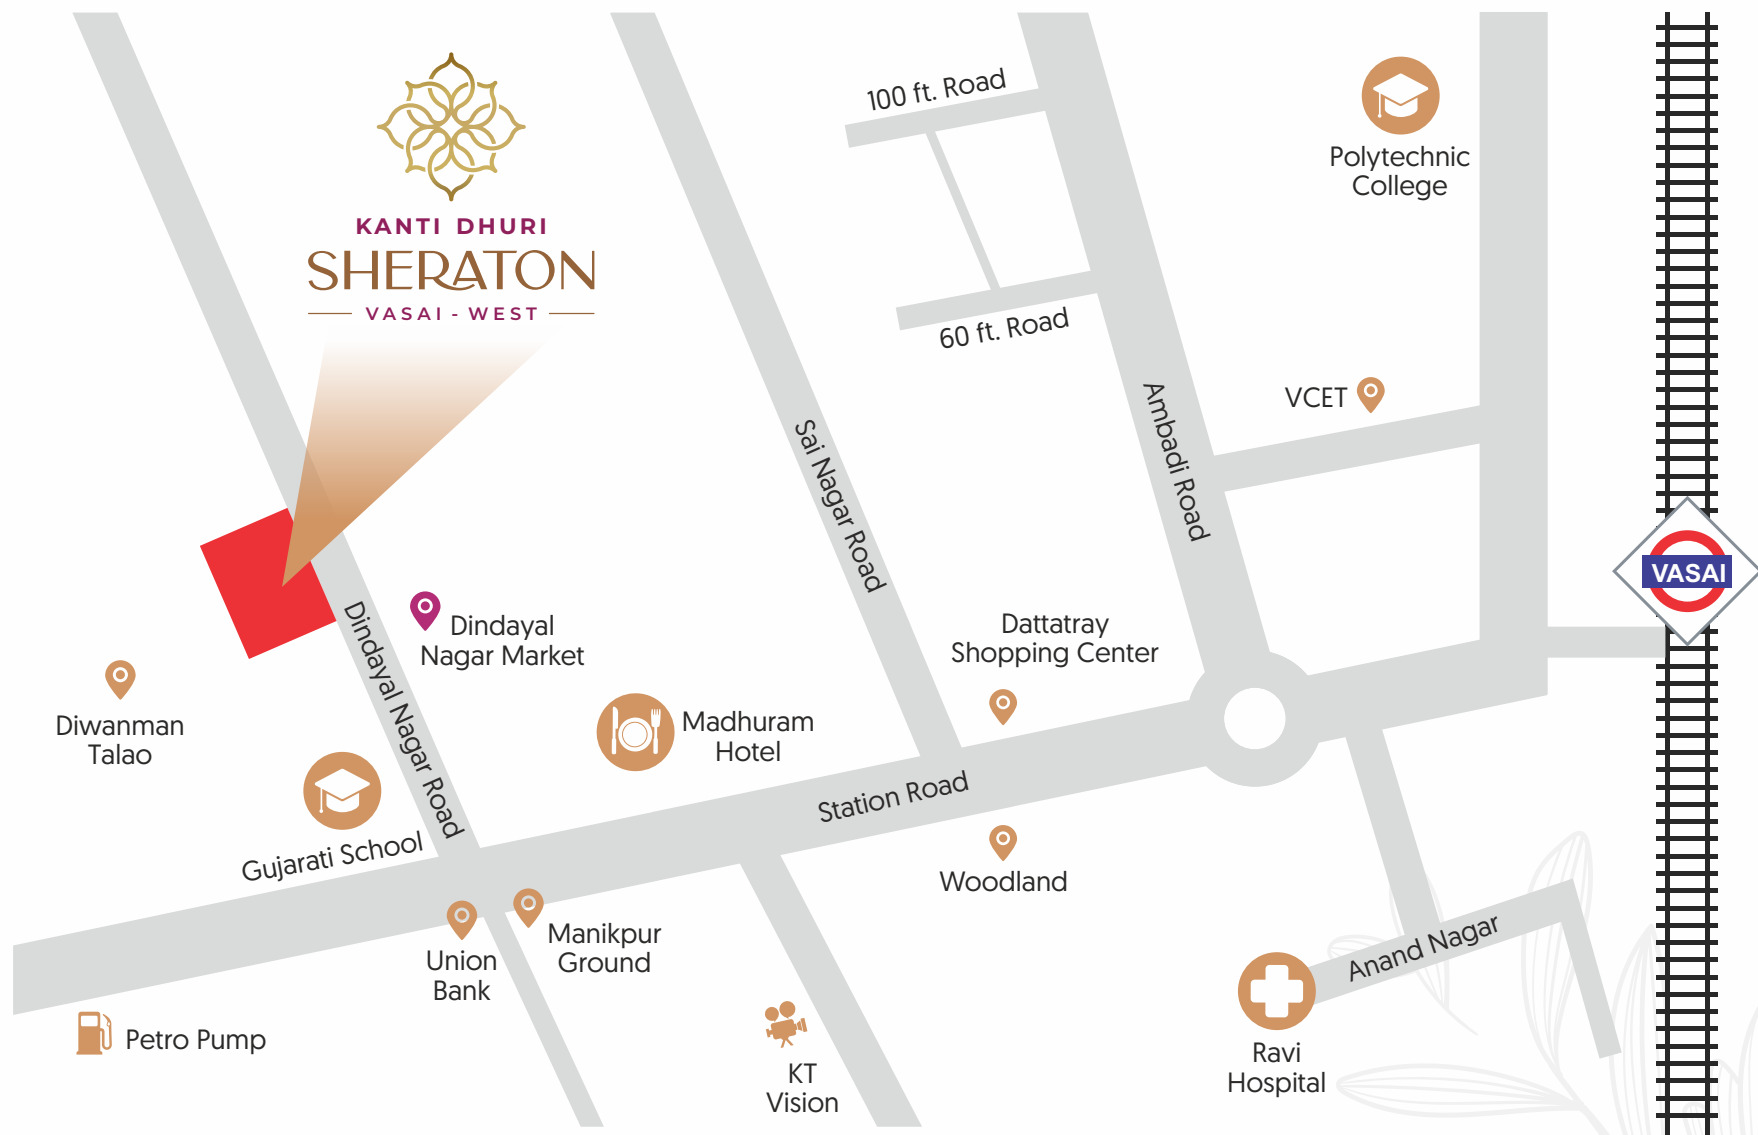 100 ft. Road
Polytechnic
College
KANTI DHURI
SHERATON
VASAI - WEST
60 ft. Road
VCET
Ambadi Road
Sai Nagar Road
VASAI
Dindayal
Nagar Market
Dindayal Nagar Road
Dattatray
Shopping Center
Diwanman
Talao
Madhuram
Hotel
Station Road
Gujarati School
Woodland
Manikpur
Ground
Union
Bank
Anand Nagar
Petro Pump
KT
Vision
Ravi
Hospital